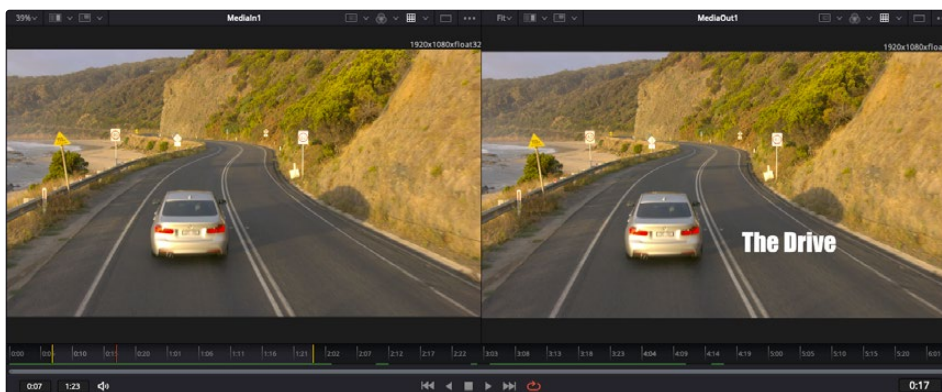 39% MediaIn1 Fit MediaOut1
1920x1080xfloat32 1920x1080xfloat
The Drive
0:00 0:10 0:20 1:01 1:06 1:11 1:16 1:21 2:02 2:07 2:12 2:17 2:22 3:03 3:08 3:13 3:18 3:23 4:04 4:09 4:14 4:19 5:00 5:05 5:10 5:15 5:20 6:01
0:07 1:23 0:17